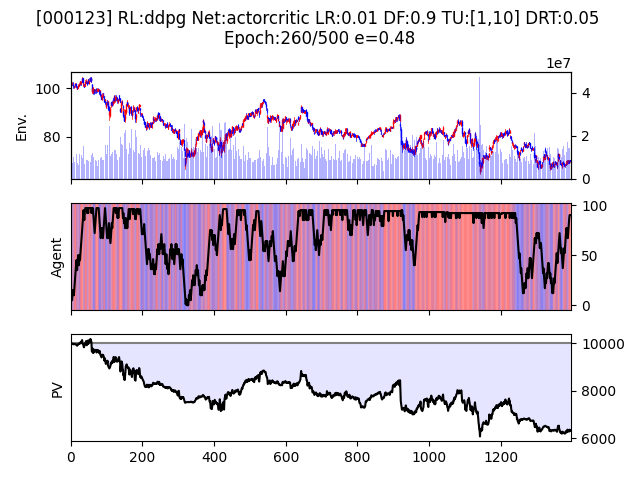 [000123] RL:ddpg Net:actorcritic LR:0.01 DF:0.9 TU:[1,10] DRT:0.05
Epoch:260/500 e=0.48
1e7
100
80
Env.
4
2
0
Agent
100
50
0
PV
10000
8000
6000
0 200 400 600 800 1000 1200